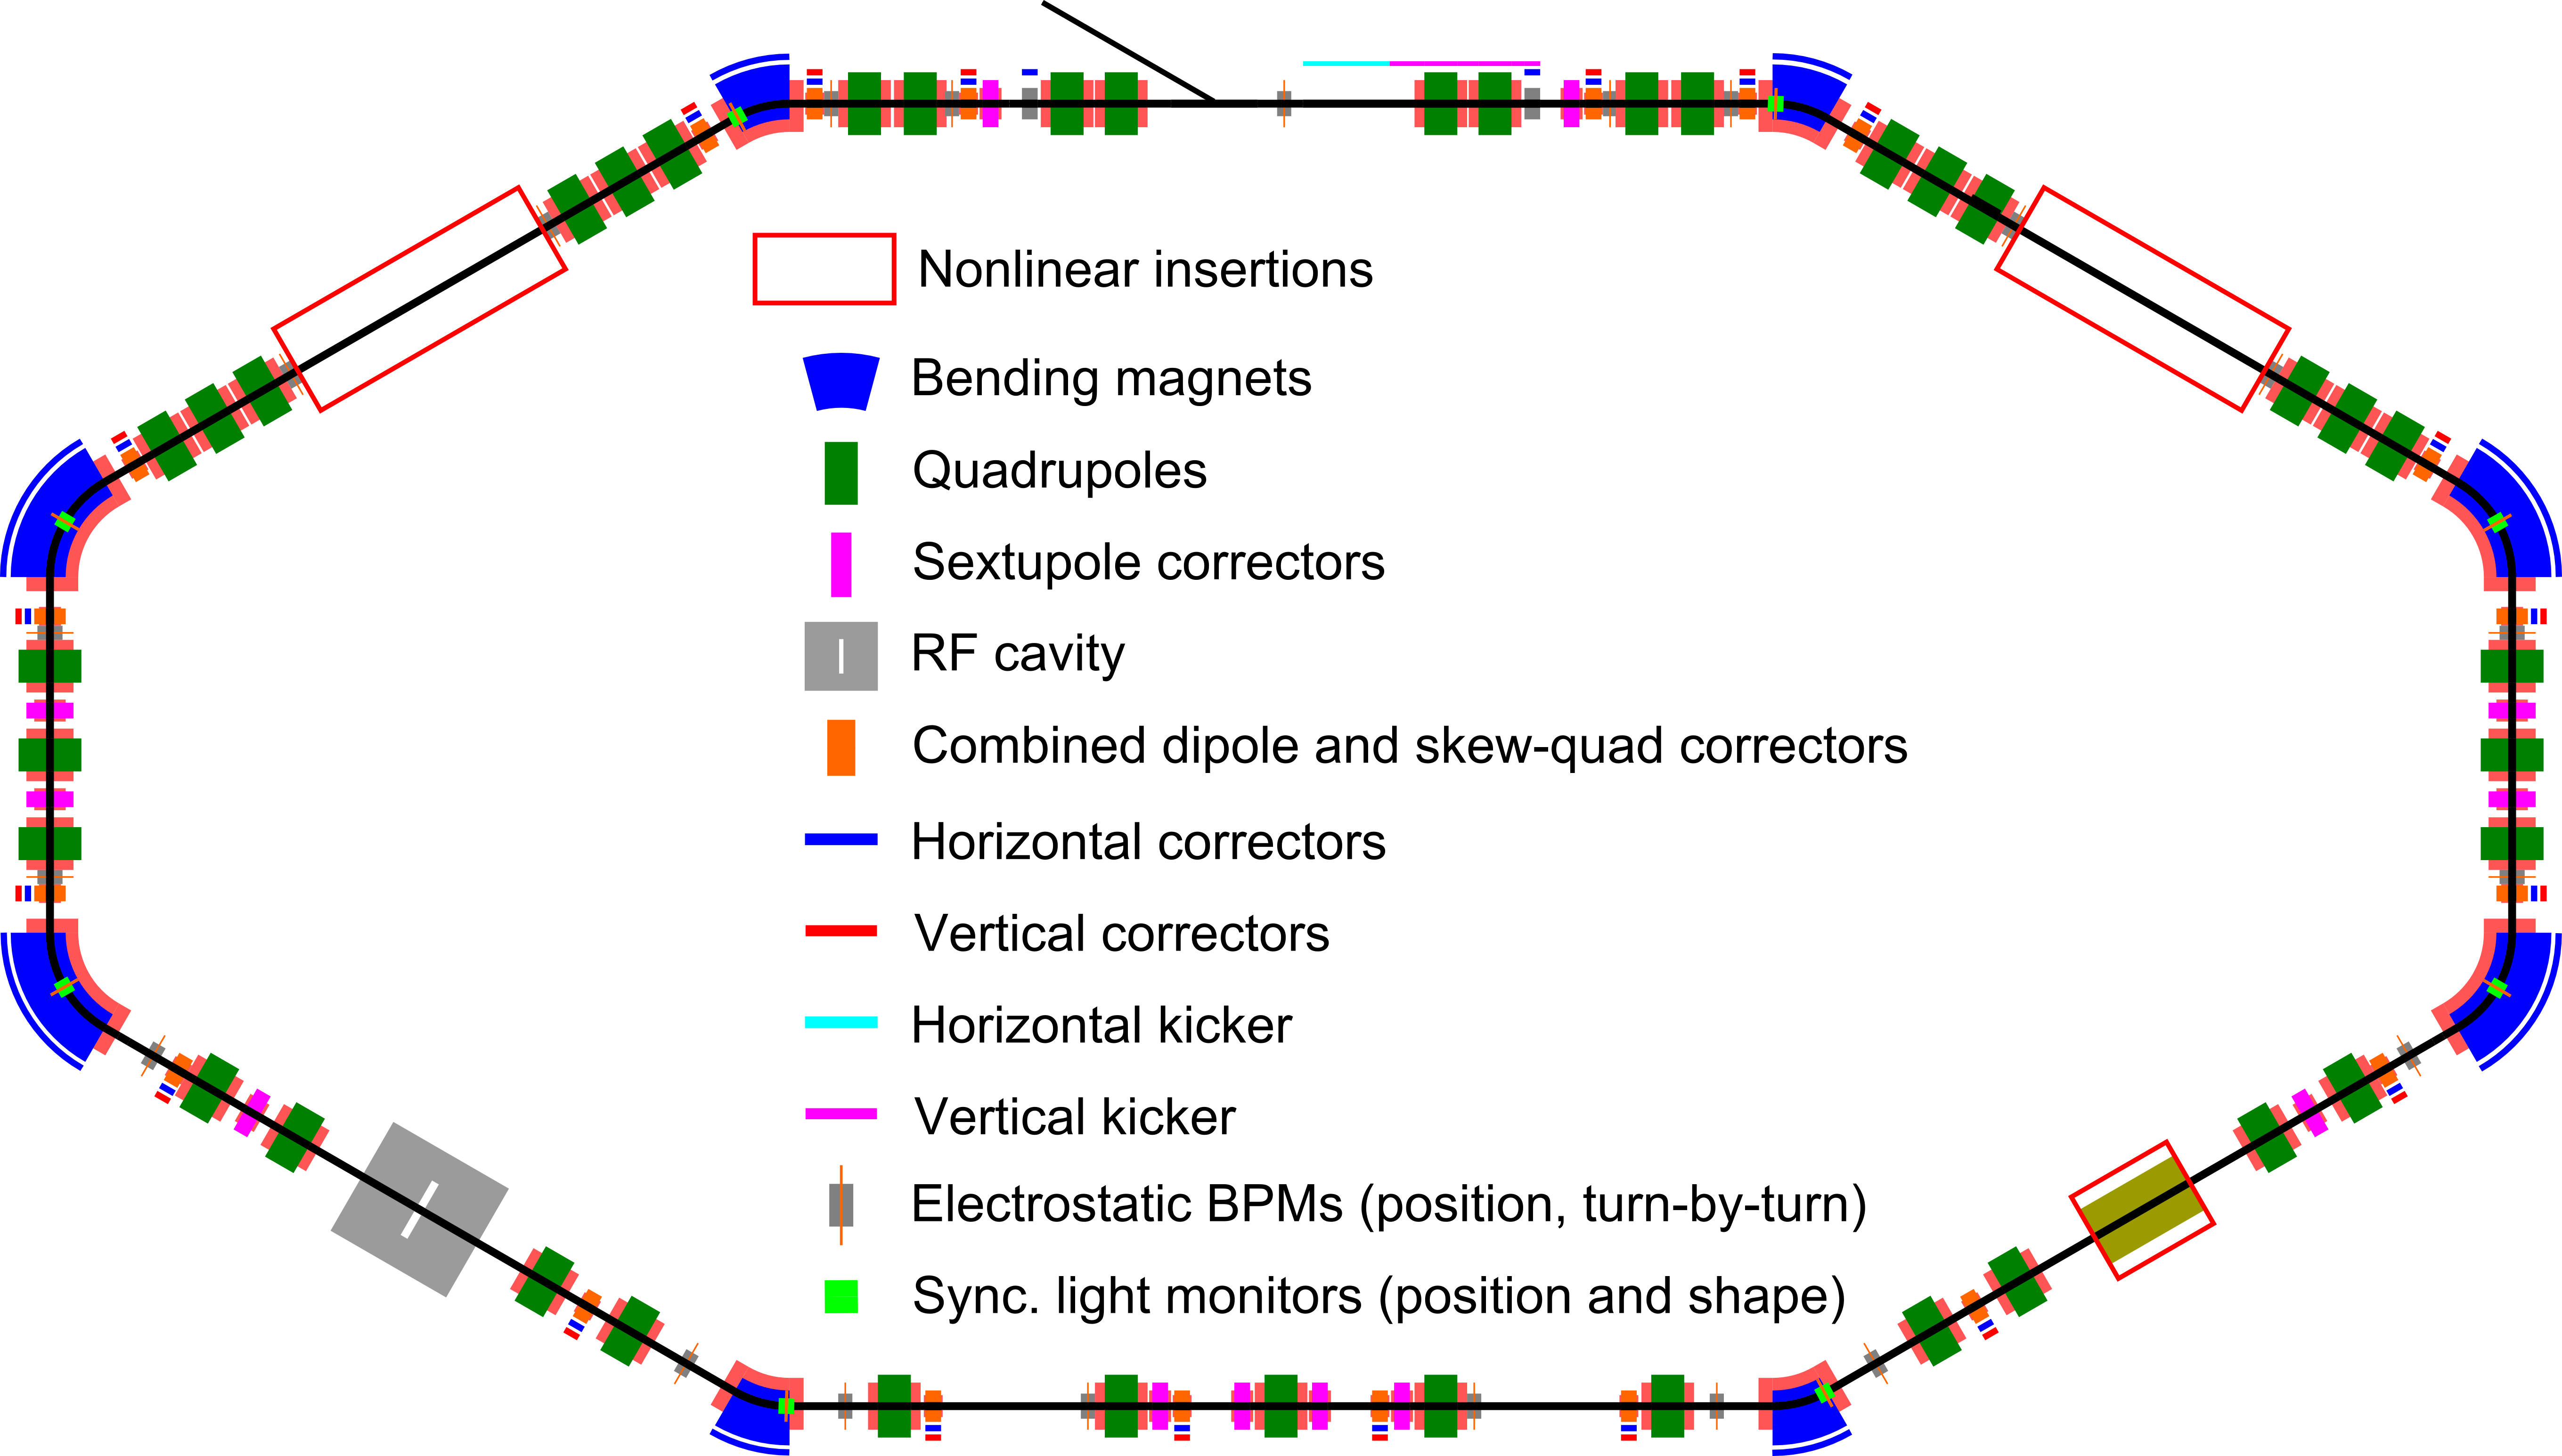 Nonlinear insertions
Bending magnets
Quadrupoles
Sextupole correctors
RF cavity
Combined dipole and skew-quad correctors
Horizontal correctors
Vertical correctors
Horizontal kicker
Vertical kicker
Electrostatic BPMs (position, turn-by-turn)
Sync. light monitors (position and shape)